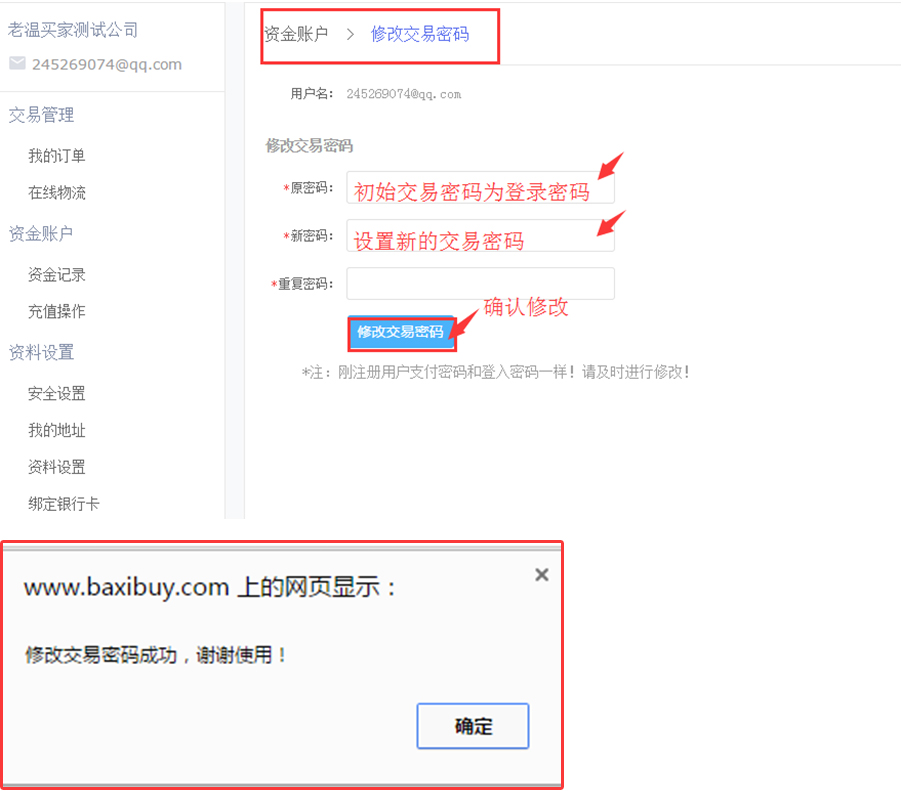 老温买家测试公司
245269074@qq.com
交易管理
我的订单
在线物流
资金账户
资金记录
充值操作
资料设置
安全设置
我的地址
资料设置
绑定银行卡
资金账户 > 修改交易密码
用户名: 245269074@qq.com
修改交易密码
*原密码: 初始交易密码为登录密码
*新密码: 设置新的交易密码
*重复密码:
确认修改
修改交易密码
*注: 刚注册用户支付密码和登入密码一样! 请及时进行修改!
www.baxibuy.com 上的网页显示:
修改交易密码成功，谢谢使用！
确定